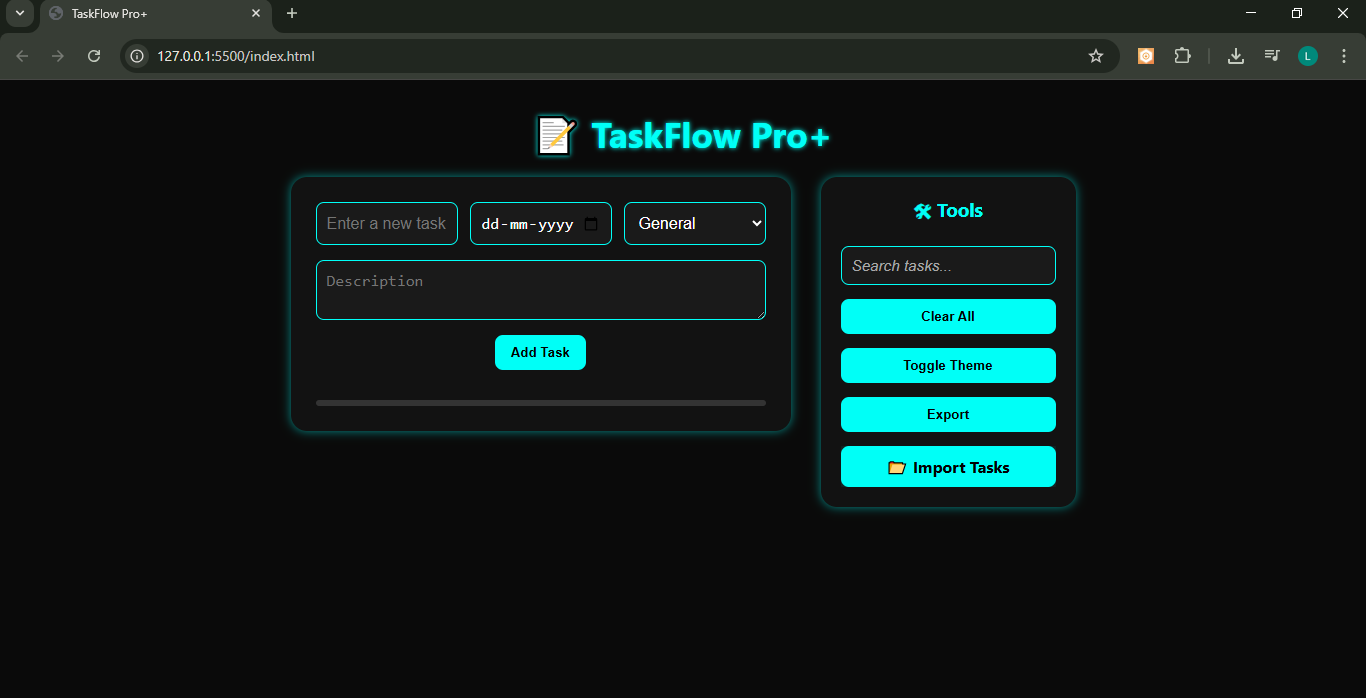 TaskFlow Pro+
127.0.0.1:5500/index.html
L
📝 TaskFlow Pro+
Enter a new task
dd-mm-yyyy
General
Description
Add Task
🛠 Tools
Search tasks...
Clear All
Toggle Theme
Export
📂 Import Tasks